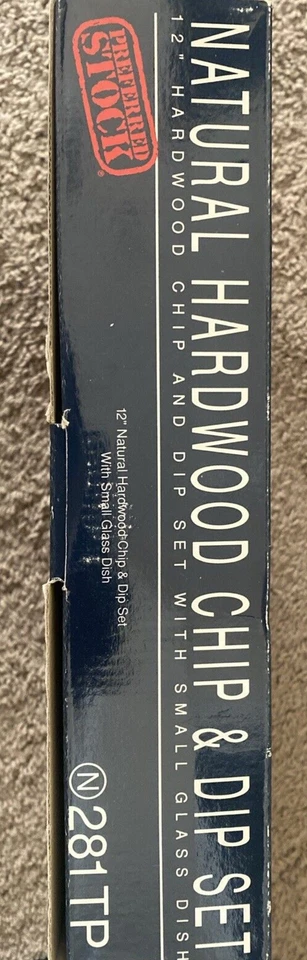 NATURAL HARDWOOD CHIP & DIP SET
12" HARDWOOD CHIP AND DIP SET WITH SMALL GLASS DISH
PREFERRED
STOCK®
12" Natural Hardwood Chip & Dip Set
With Small Glass Dish
N 281TP